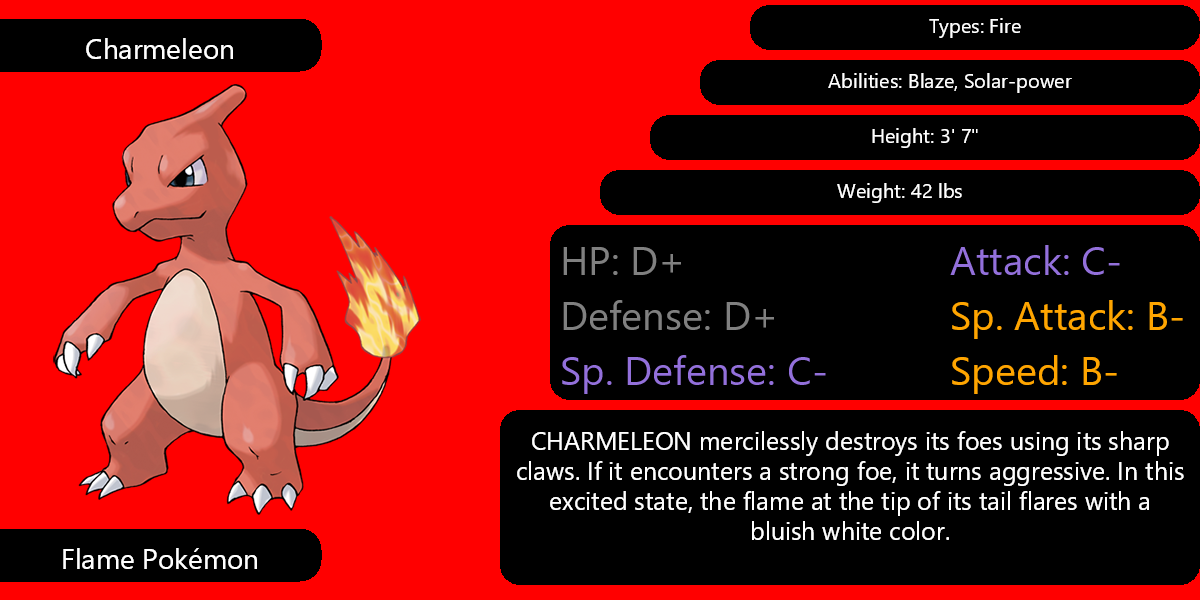 Charmeleon
Types: Fire
Abilities: Blaze, Solar-power
Height: 3' 7"
Weight: 42 lbs
HP: D+
Attack: C-
Defense: D+
Sp. Attack: B-
Sp. Defense: C-
Speed: B-
CHARMELEON mercilessly destroys its foes using its sharp
claws. If it encounters a strong foe, it turns aggressive. In this
excited state, the flame at the tip of its tail flares with a
bluish white color.
Flame Pokémon